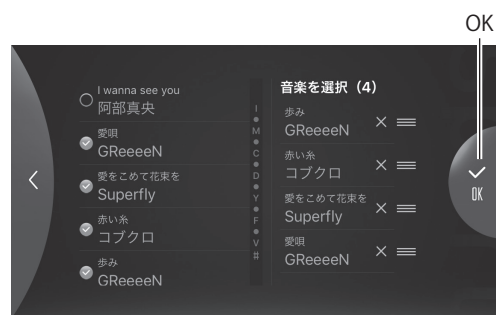 OK
I wanna see you
阿部真央
愛唄
GReeeeN
愛をこめて花束を
Superfly
赤い糸
コブクロ
歩み
GReeeeN
I
M
C
D
Y
F
V
#
音楽を選択（4）
歩み
GReeeeN
赤い糸
コブクロ
愛をこめて花束を
Superfly
愛唄
GReeeeN
OK